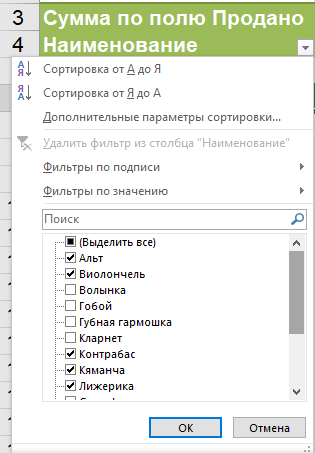 3 Сумма по полю Продано
4 Наименование
Сортировка от А до Я
Сортировка от Я до А
Дополнительные параметры сортировки...
Удалить фильтр из столбца "Наименование"
Фильтры по подписи
Фильтры по значению
Поиск
(Выделить все)
Альт
Виолончель
Волынка
Гобой
Губная гармошка
Кларнет
Контрабас
Кяманча
Лижерика
ОК Отмена